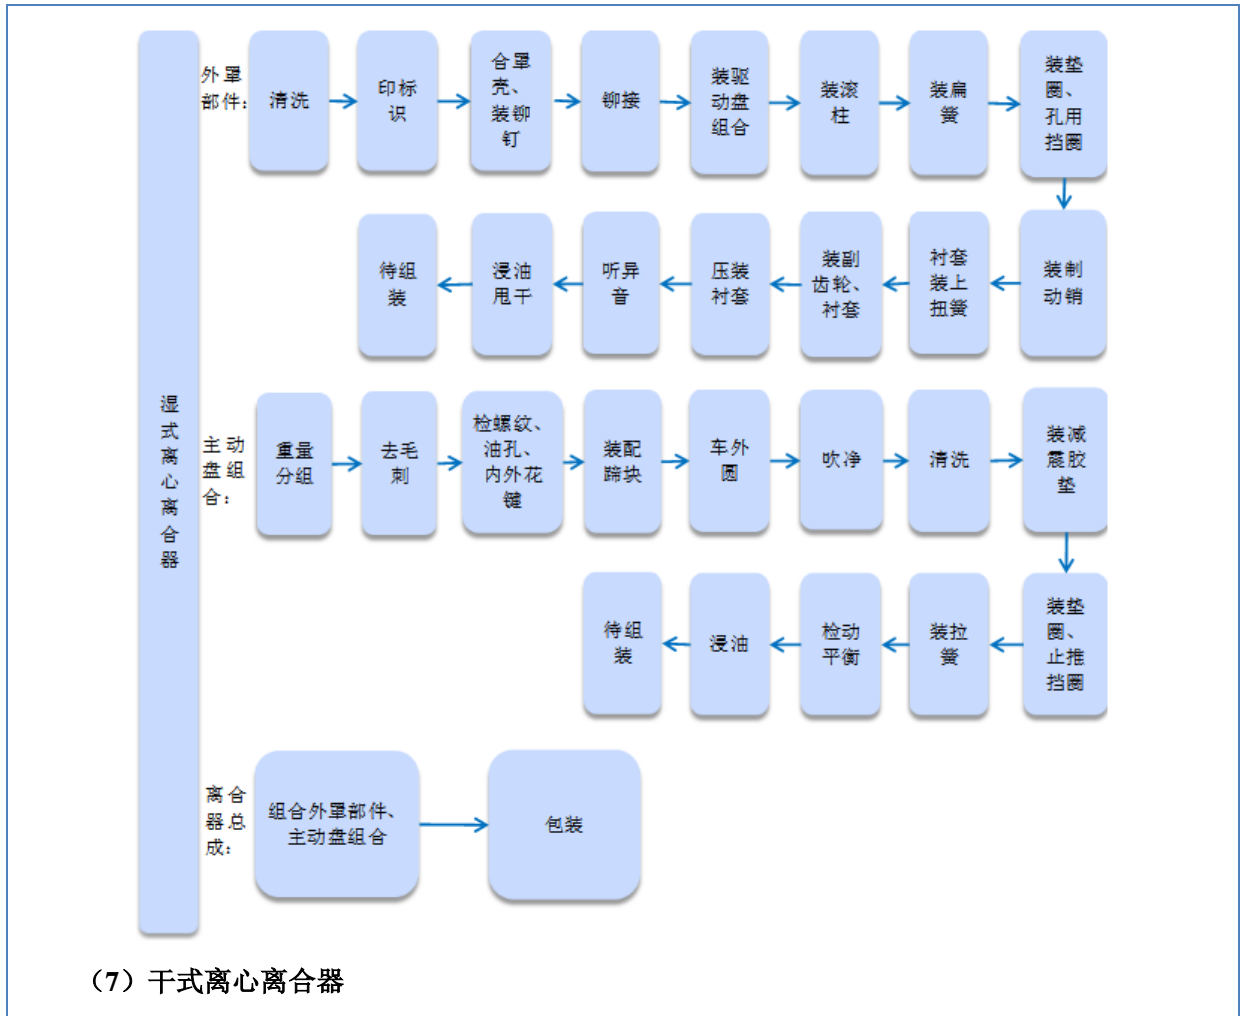 湿
式
离
心
离
合
器
外罩
部件:
清洗
印标
识
合罩
壳、
装铆
钉
铆接
装驱
动盘
组合
装滚
柱
装扁
簧
装垫
圈、
孔用
挡圈
待组
装
浸油
甩干
听异
音
压装
衬套
装副
齿轮、
衬套
衬套
装上
扭簧
装制
动销
主动
盘组
合:
重量
分组
去毛
刺
检螺纹、
油孔、
内外花
键
装配
蹄块
车外
圆
吹净
清洗
装减
震胶
垫
待组
装
浸油
检动
平衡
装拉
簧
装垫
圈、
止推
挡圈
离合
器总
成:
组合外罩部件、
主动盘组合
包装
（7）干式离心离合器